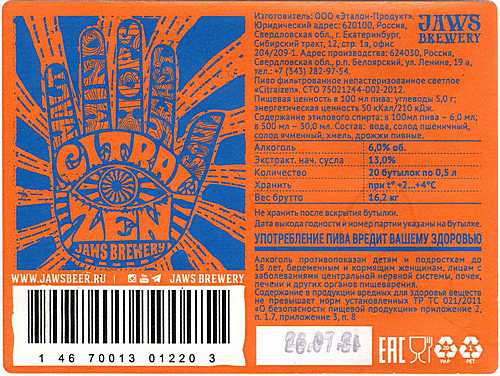 CITRAI
ZEN
JAWS BREWERY
WWW.JAWSBEER.RU
JAWS BREWERY
1 46 70013 01220 3
JAWS
BREWERY
Изготовитель: ООО «Эталон-Продукт».
Юридический адрес: 620100, Россия,
Свердловская обл., г. Екатеринбург,
Сибирский тракт, 12, стр. 1а, офис
204/209-1. Адрес производства: 624030, Россия,
Свердловская обл., р.п. Белоярский, ул. Ленина, 19 а,
тел.: +7 (343) 282-97-54.
Пиво фильтрованное непастеризованное светлое
«Citraizen». СТО 75021244-002-2012.
Пищевая ценность в 100 мл пива: углеводы 5,0 г;
энергетическая ценность 50 кКал/210 кДж.
Содержание этилового спирта: в 100мл пива – 6,0 мл;
в 500 мл – 30,0 мл. Состав: вода, солод пшеничный,
солод ячменный, хмель, дрожжи пивные.
Алкоголь 6,0% об.
Экстракт. нач. сусла 13,0%
Количество 20 бутылок по 0,5 л
Хранить при t° +2...+4°C
Вес брутто 16,2 кг
Не хранить после вскрытия бутылки.
Дата выхода годности и номер партии указаны на бутылке.
УПОТРЕБЛЕНИЕ ПИВА ВРЕДИТ ВАШЕМУ ЗДОРОВЬЮ
Алкоголь противопоказан детям и подросткам до
18 лет, беременным и кормящим женщинам, лицам с
заболеваниями центральной нервной системы, почек,
печени и других органов пищеварения.
Содержание в продукции вредных для здоровья веществ
не превышает норм установленных ТР ТС 021/2011
«О безопасности пищевой продукции» приложение 2,
п. 1.7, приложение 3, п. 8
EAC
PAP
PET